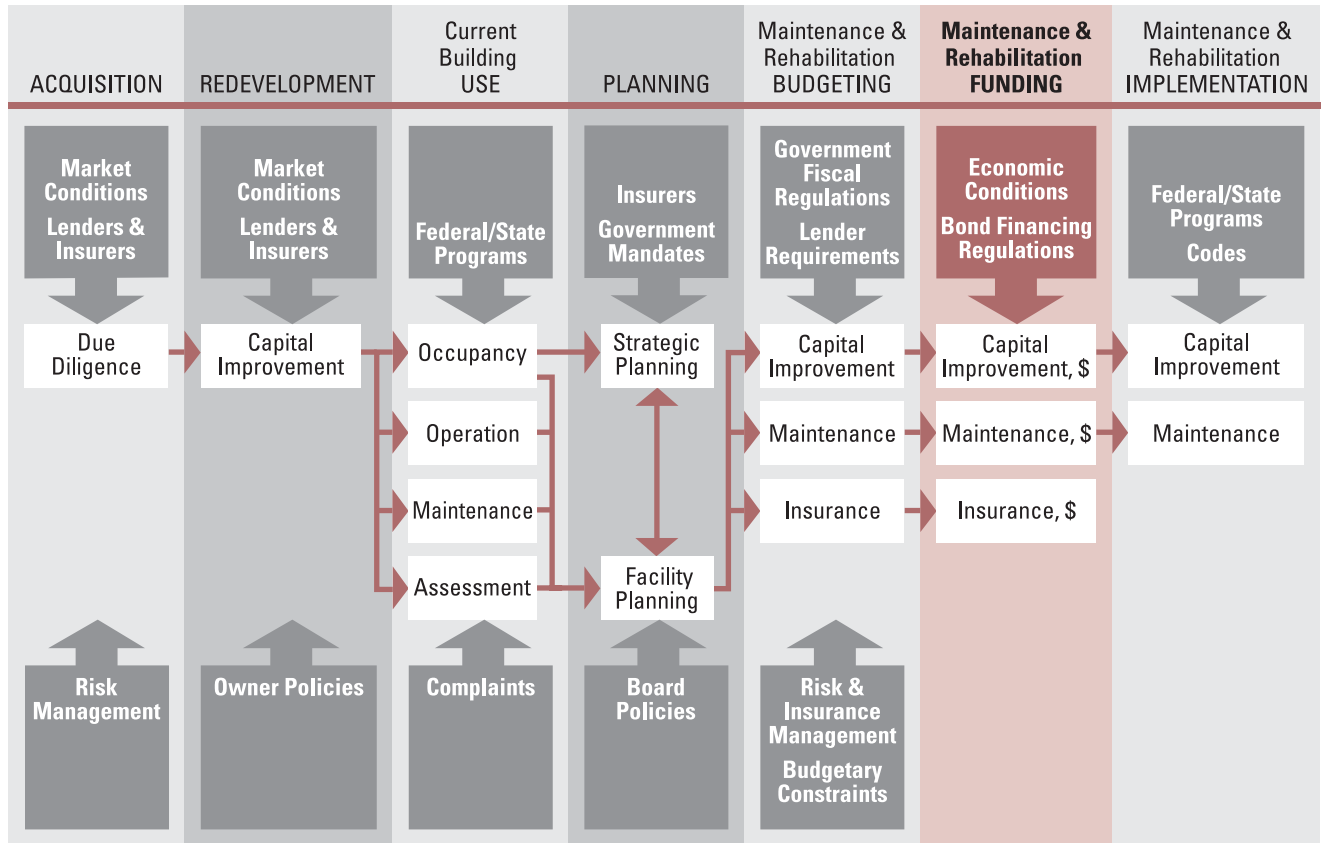 ACQUISITION
REDEVELOPMENT
Current
Building
USE
PLANNING
Maintenance &
Rehabilitation
BUDGETING
Maintenance &
Rehabilitation
FUNDING
Maintenance &
Rehabilitation
IMPLEMENTATION
Market
Conditions
Lenders &
Insurers
Market
Conditions
Lenders &
Insurers
Federal/State
Programs
Insurers
Government
Mandates
Government
Fiscal
Regulations
Lender
Requirements
Economic
Conditions
Bond Financing
Regulations
Federal/State
Programs
Codes
Due
Diligence
Capital
Improvement
Occupancy
Strategic
Planning
Capital
Improvement
Capital
Improvement, $
Capital
Improvement
Operation
Maintenance
Maintenance, $
Maintenance
Maintenance
Insurance
Insurance, $
Assessment
Facility
Planning
Risk
Management
Owner Policies
Complaints
Board
Policies
Risk &
Insurance
Management
Budgetary
Constraints